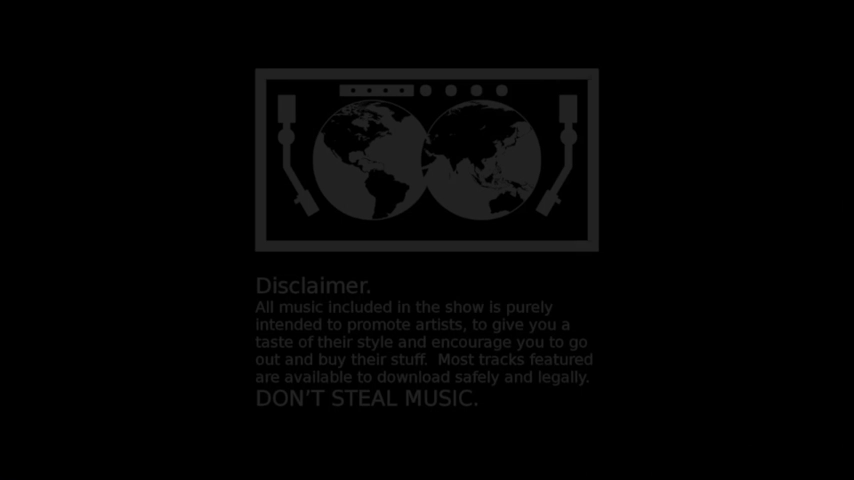 Disclaimer.
All music included in the show is purely
intended to promote artists, to give you a
taste of their style and encourage you to go
out and buy their stuff.  Most tracks featured
are available to download safely and legally.
DON’T STEAL MUSIC.